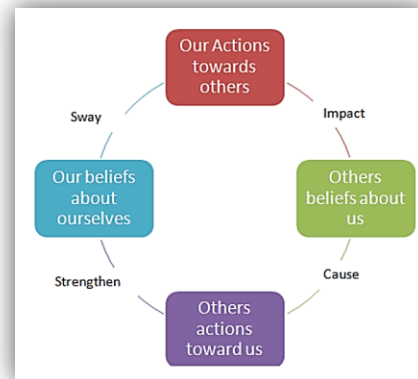 Our Actions
towards
others
Impact
Others
beliefs about
us
Cause
Others
actions
toward us
Strengthen
Our beliefs
about
ourselves
Sway